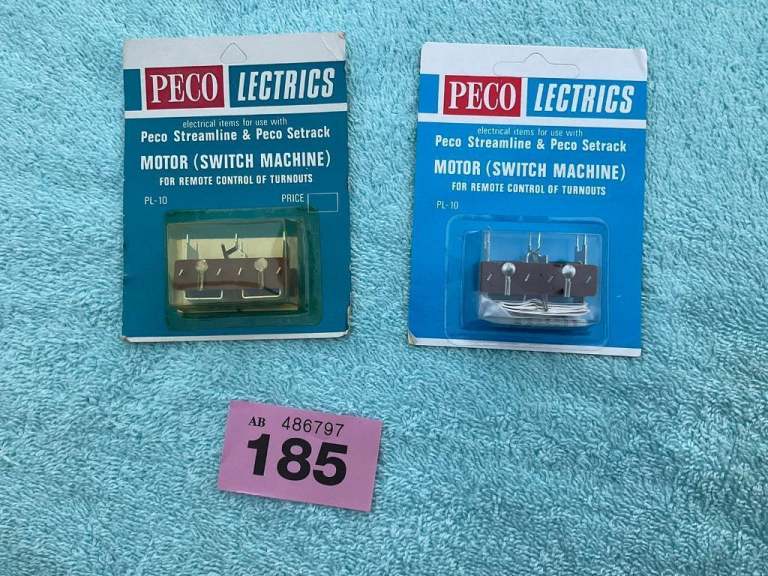 PECO LECTRICS
electrical items for use with
Peco Streamline & Peco Setrack
MOTOR (SWITCH MACHINE)
FOR REMOTE CONTROL OF TURNOUTS
PL-10 PRICE
PECO LECTRICS
electrical items for use with
Peco Streamline & Peco Setrack
MOTOR (SWITCH MACHINE)
FOR REMOTE CONTROL OF TURNOUTS
PL-10
AB 486797
185